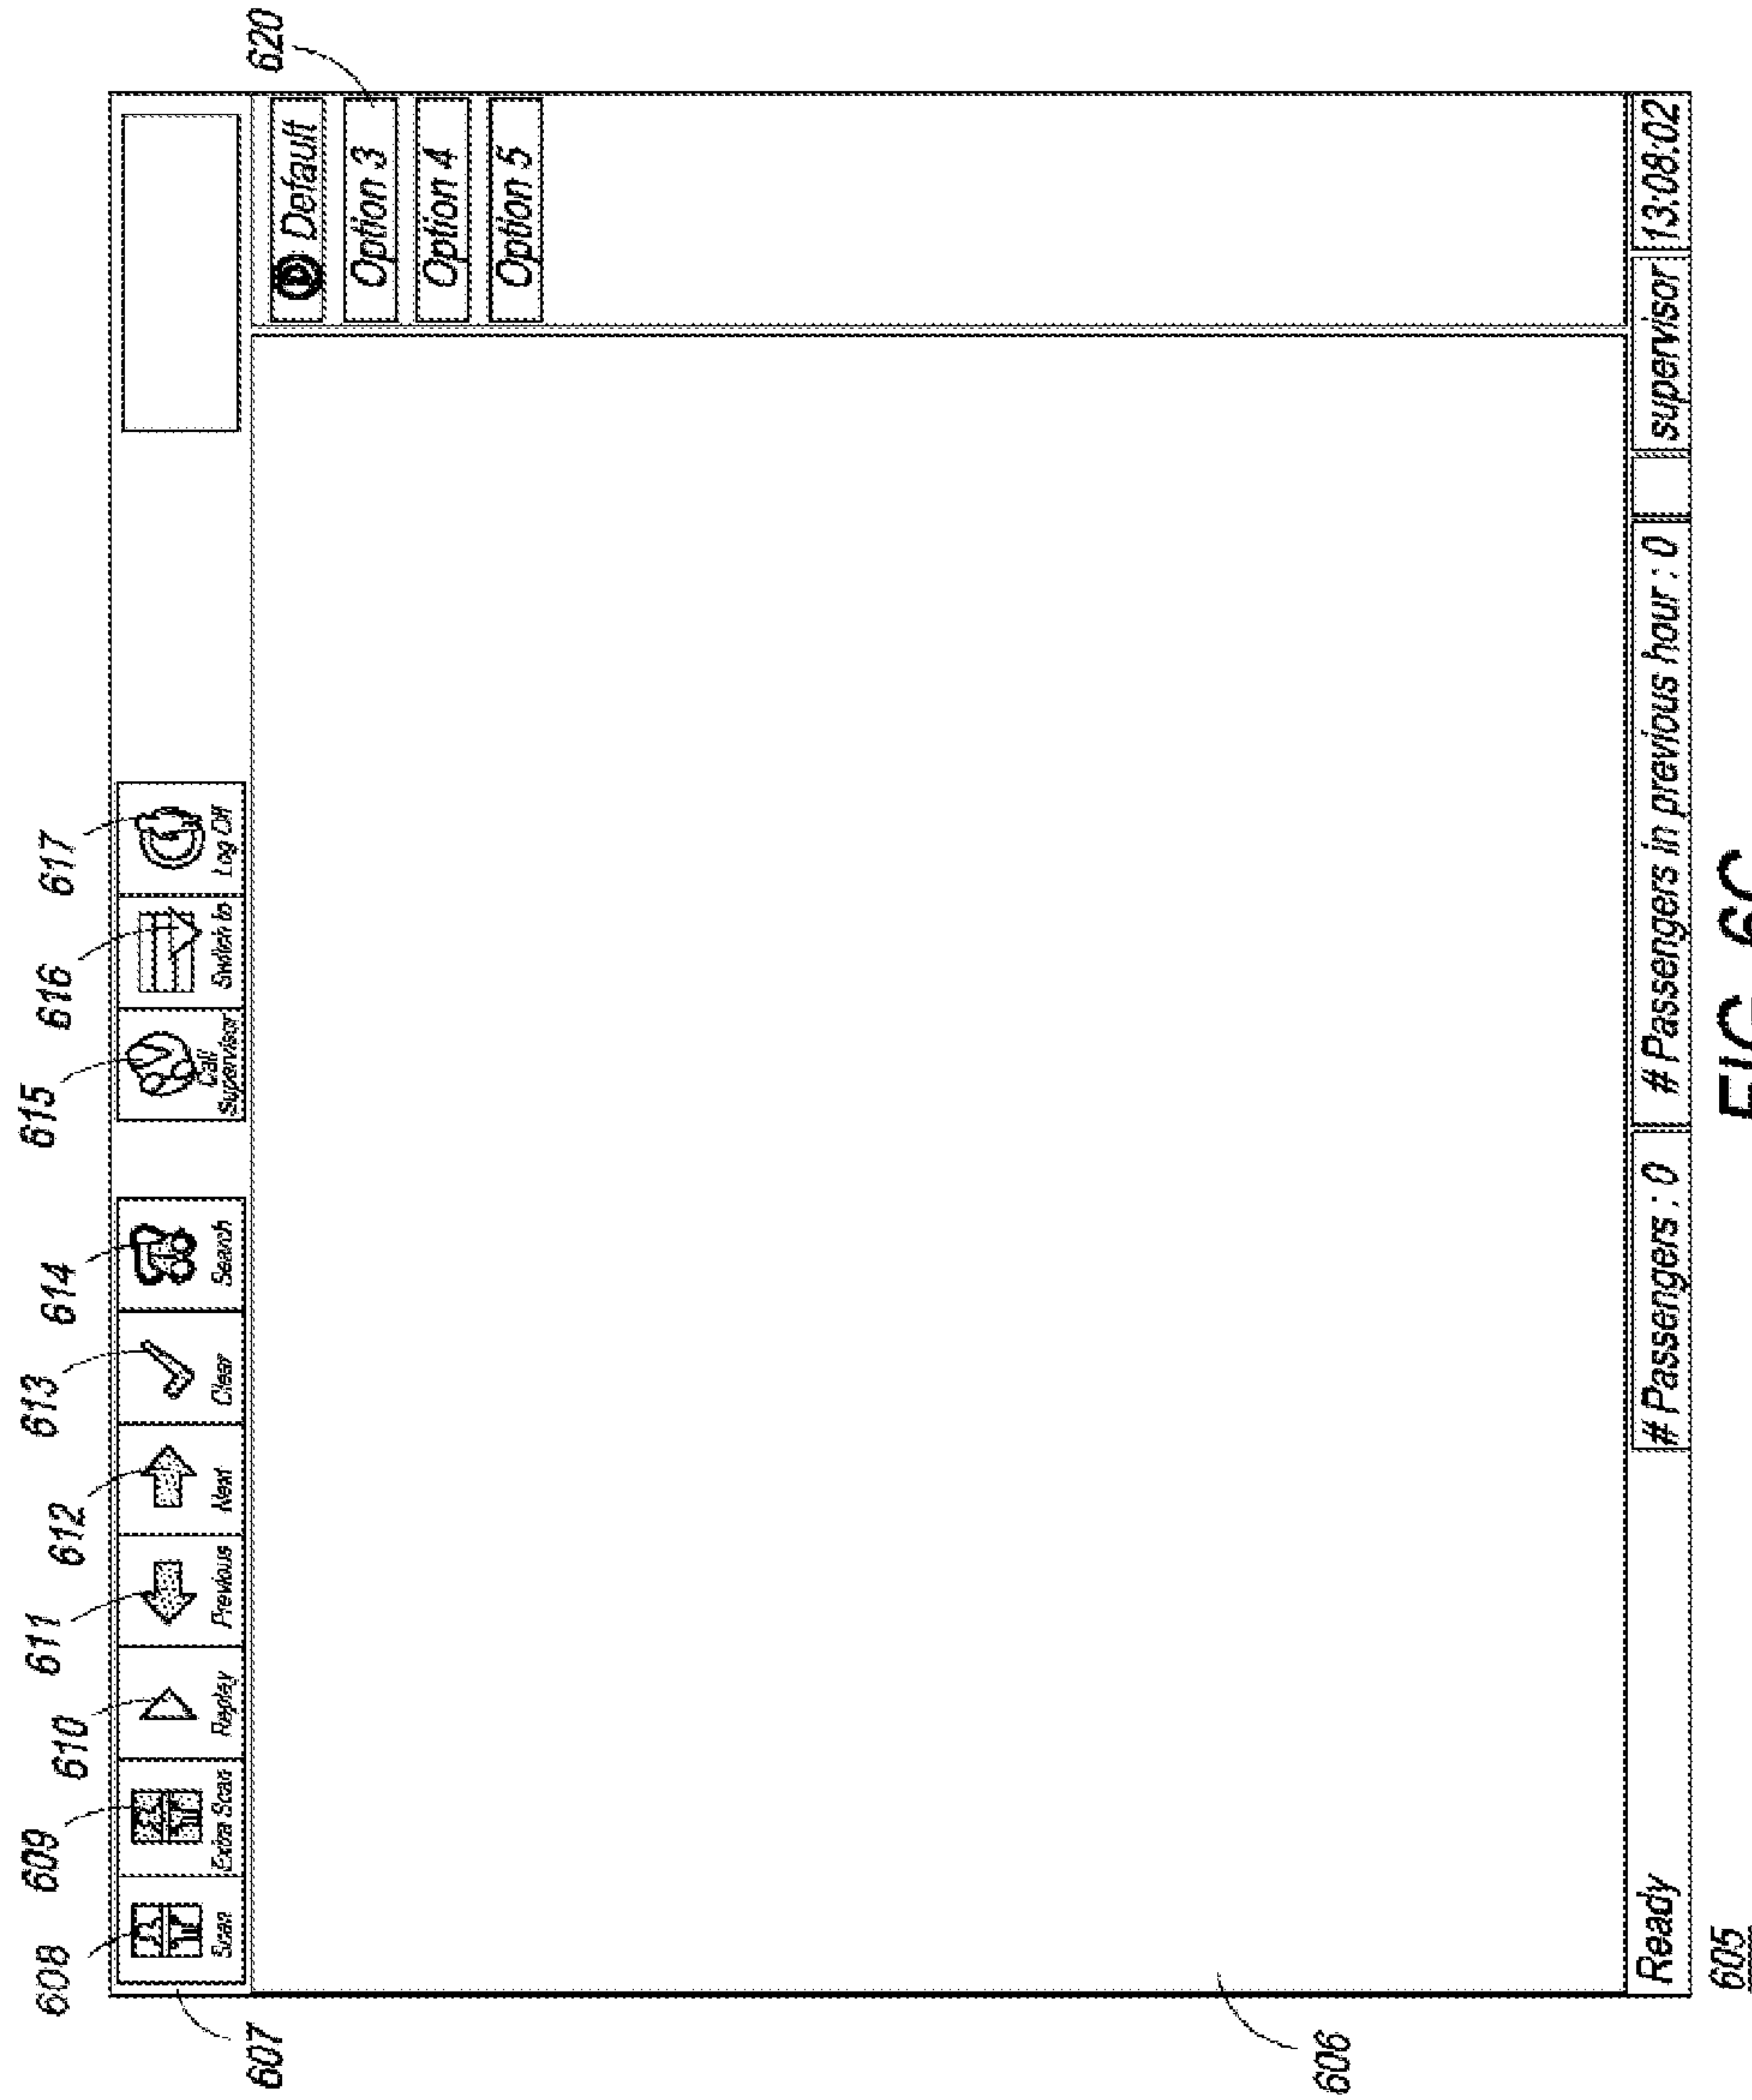 608 609 610 611 612 613 614 615 616 617
607
Scan
Extra Scan
Replay
Previous
Next
Clear
Search
Call
Supervisor
Switch to
Log Off
620
Default
Option 3
Option 4
Option 5
606
Ready
# Passengers : 0
# Passengers in previous hour : 0
supervisor
13:08:02
605
FIG. 6C